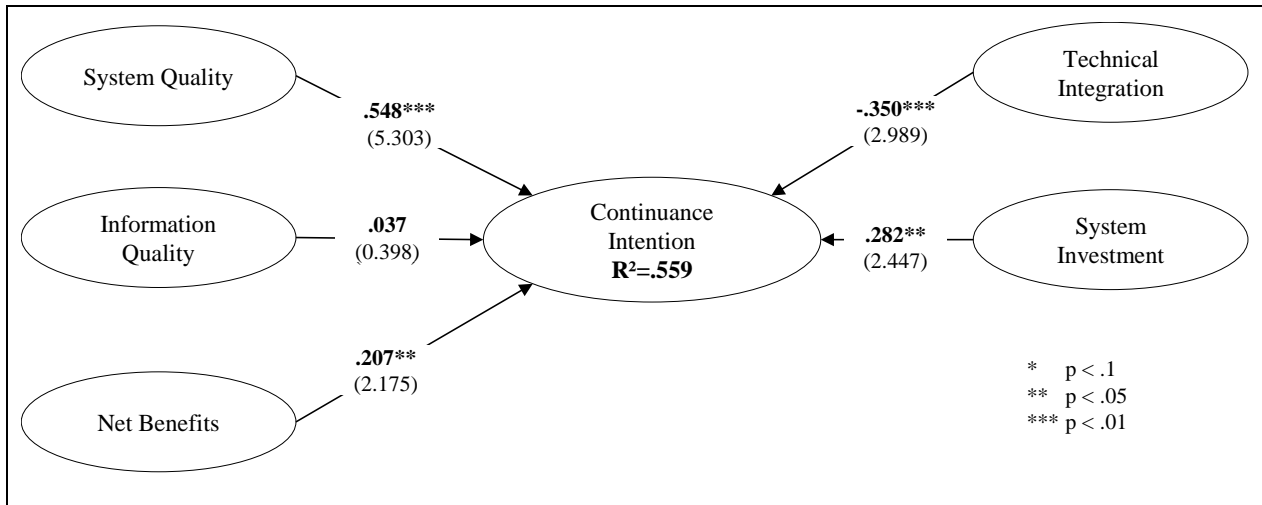 System Quality
.548***
(5.303)
Information
Quality
.037
(0.398)
Net Benefits
.207**
(2.175)
Continuance
Intention
R²=.559
Technical
Integration
-.350***
(2.989)
System
Investment
.282**
(2.447)
* p < .1
** p < .05
*** p < .01